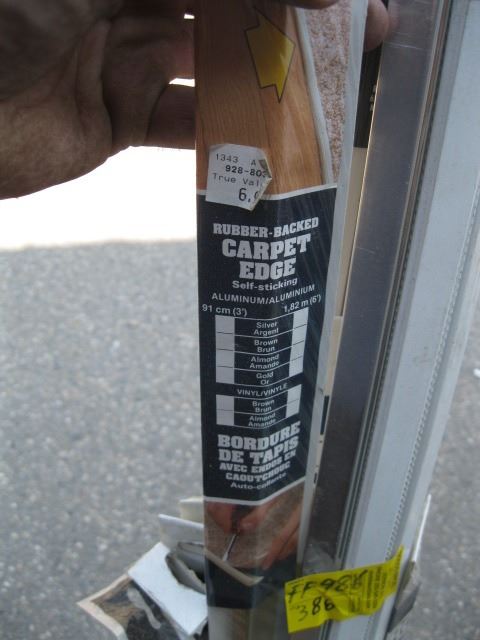 1343 A
928-80
True Val
6.
RUBBER-BACKED
CARPET
EDGE
Self-sticking
ALUMINUM/ALUMINIUM
91 cm (3') 1,82 m (6')
Silver
Argent
Brown
Brun
Almond
Amande
Gold
Or
VINYL/VINYLE
Brown
Brun
Almond
Amande
BORDURE
DE TAPIS
AVEC ENDOS EN
CAOUTCHOUC
Auto-collante
386